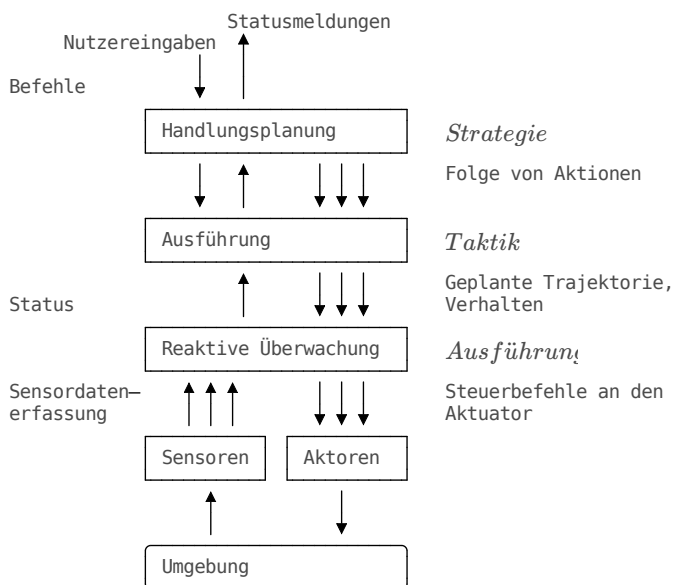 Statusmeldungen
Nutzereingaben
Befehle
Handlungsplanung
Strategie
Folge von Aktionen
Ausführung
Taktik
Geplante Trajektorie,
Verhalten
Status
Reaktive Überwachung
Ausführung
Sensordaten–
erfassung
Steuerbefehle an den
Aktuator
Sensoren
Aktoren
Umgebung